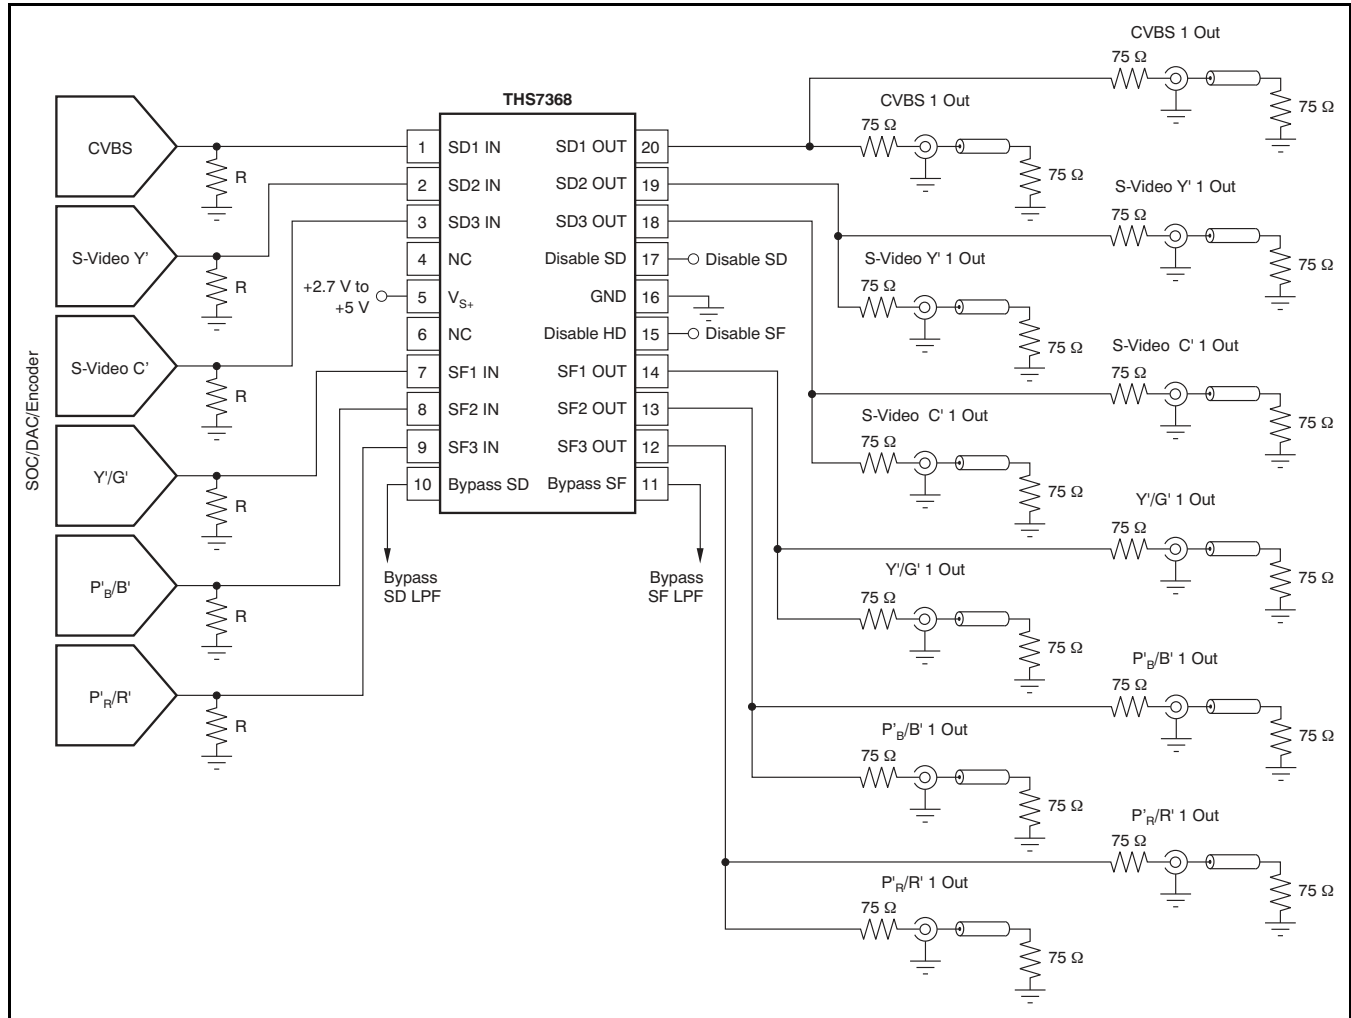 SOC/DAC/Encoder
CVBS
R
S-Video Y'
R
S-Video C'
R
Y'/G'
R
P'B/B'
R
P'R/R'
R
THS7368
1 SD1 IN SD1 OUT 20
2 SD2 IN SD2 OUT 19
3 SD3 IN SD3 OUT 18
4 NC Disable SD 17 Disable SD
+2.7 V to
+5 V
5 VS+ GND 16
6 NC Disable HD 15 Disable SF
7 SF1 IN SF1 OUT 14
8 SF2 IN SF2 OUT 13
9 SF3 IN SF3 OUT 12
10 Bypass SD Bypass SF 11
Bypass
SD LPF
Bypass
SF LPF
CVBS 1 Out
75 Ω
75 Ω
CVBS 1 Out
75 Ω
75 Ω
S-Video Y' 1 Out
75 Ω
75 Ω
S-Video Y' 1 Out
75 Ω
75 Ω
S-Video C' 1 Out
75 Ω
75 Ω
S-Video C' 1 Out
75 Ω
75 Ω
Y'/G' 1 Out
75 Ω
75 Ω
Y'/G' 1 Out
75 Ω
75 Ω
P'B/B' 1 Out
75 Ω
75 Ω
P'B/B' 1 Out
75 Ω
75 Ω
P'R/R' 1 Out
75 Ω
75 Ω
P'R/R' 1 Out
75 Ω
75 Ω